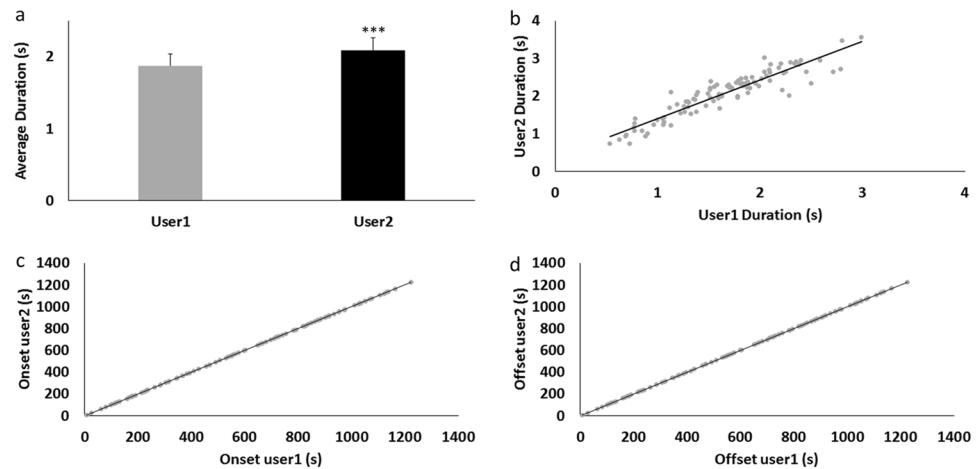 a
Average Duration (s)
2
1
0
***
User1 User2
b
User2 Duration (s)
4
3
2
1
0
0 1 2 3 4
User1 Duration (s)
c
Onset user2 (s)
1400
1200
1000
800
600
400
200
0
0 200 400 600 800 1000 1200 1400
Onset user1 (s)
d
Offset user2 (s)
1400
1200
1000
800
600
400
200
0
0 200 400 600 800 1000 1200 1400
Offset user1 (s)